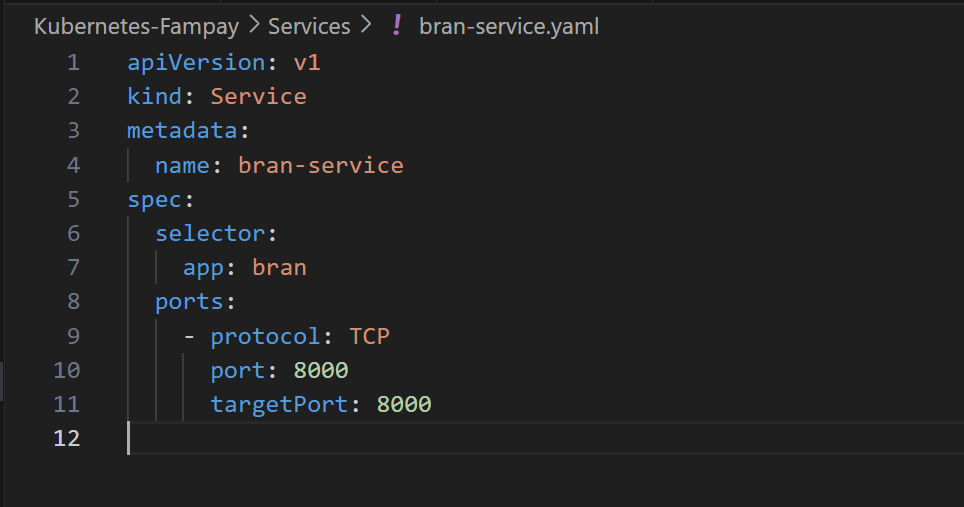 Kubernetes-Fampay > Services > ! bran-service.yaml
1 apiVersion: v1
2 kind: Service
3 metadata:
4   name: bran-service
5 spec:
6   selector:
7     app: bran
8   ports:
9     - protocol: TCP
10       port: 8000
11       targetPort: 8000
12